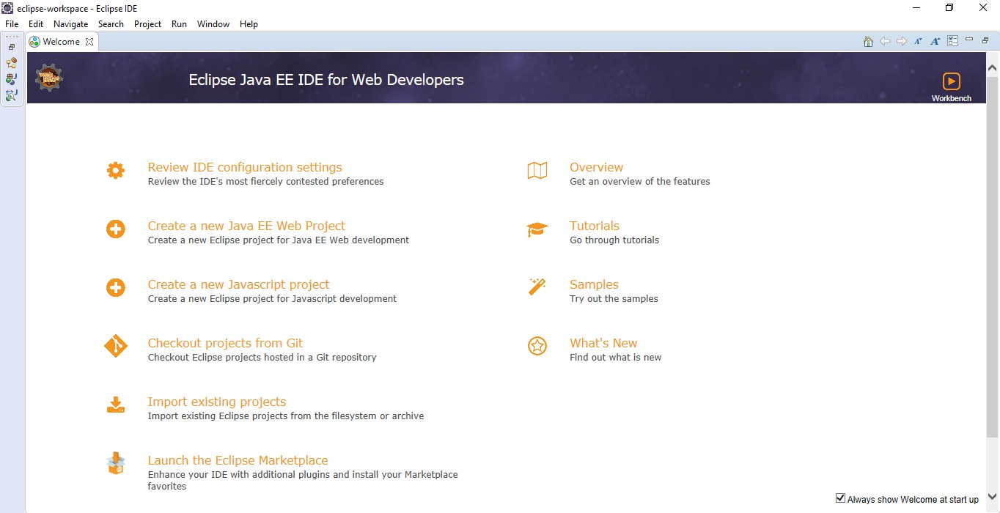 eclipse-workspace - Eclipse IDE
File Edit Navigate Search Project Run Window Help
Welcome
Eclipse Java EE IDE for Web Developers
Workbench
Review IDE configuration settings
Review the IDE's most fiercely contested preferences
Create a new Java EE Web Project
Create a new Eclipse project for Java EE Web development
Create a new Javascript project
Create a new Eclipse project for Javascript development
Checkout projects from Git
Checkout Eclipse projects hosted in a Git repository
Import existing projects
Import existing Eclipse projects from the filesystem or archive
Launch the Eclipse Marketplace
Enhance your IDE with additional plugins and install your Marketplace
favorites
Overview
Get an overview of the features
Tutorials
Go through tutorials
Samples
Try out the samples
What's New
Find out what is new
Always show Welcome at start up